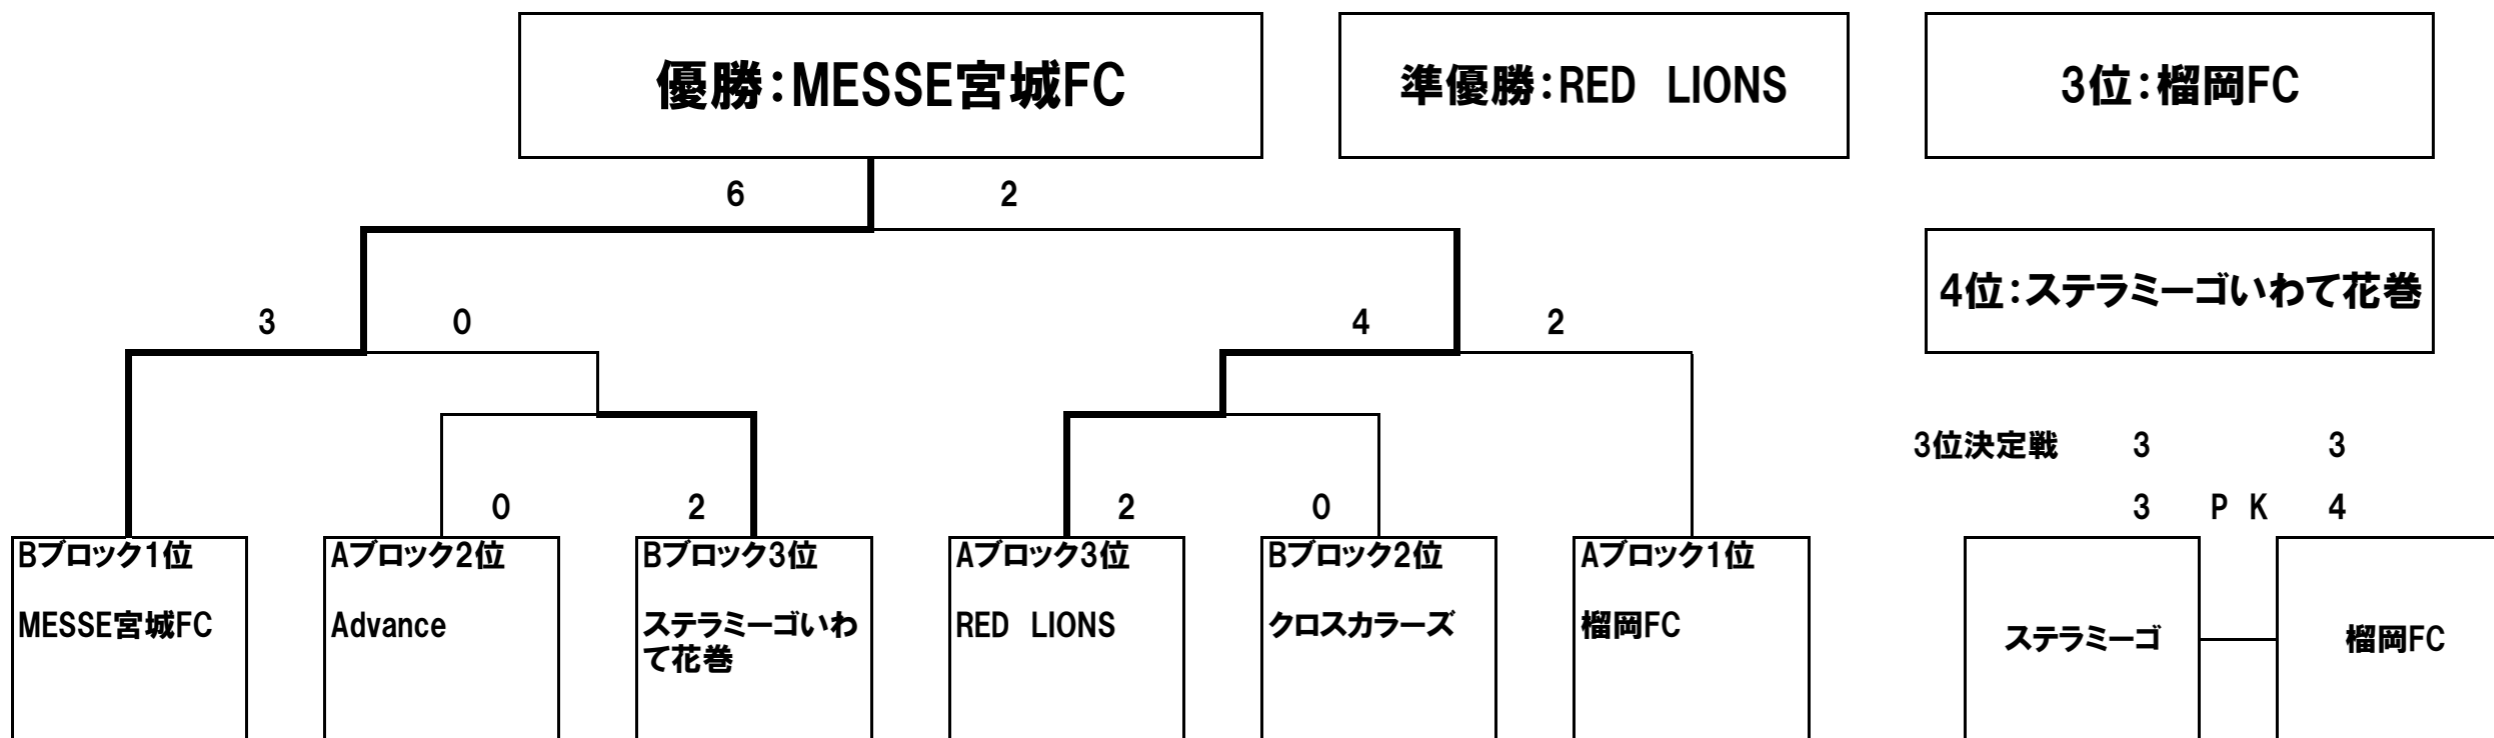 優勝：MESSE宮城FC
準優勝：RED　LIONS
3位：榴岡FC
6 2
4位：ステラミーゴいわて花巻
3 0 4 2
3位決定戦 3 3
0 2 2 0 3 P K 4
Bブロック1位
MESSE宮城FC
Aブロック2位
Advance
Bブロック3位
ステラミーゴいわ
て花巻
Aブロック3位
RED　LIONS
Bブロック2位
クロスカラーズ
Aブロック1位
榴岡FC
ステラミーゴ
榴岡FC